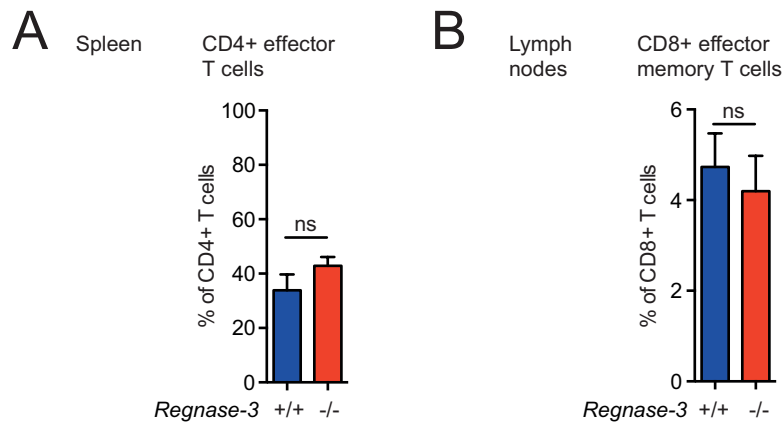 A
Spleen
CD4+ effector
T cells
% of CD4+ T cells
100
80
60
40
20
0
ns
Regnase-3 +/+ -/-
B
Lymph
nodes
CD8+ effector
memory T cells
% of CD8+ T cells
6
4
2
0
ns
Regnase-3 +/+ -/-